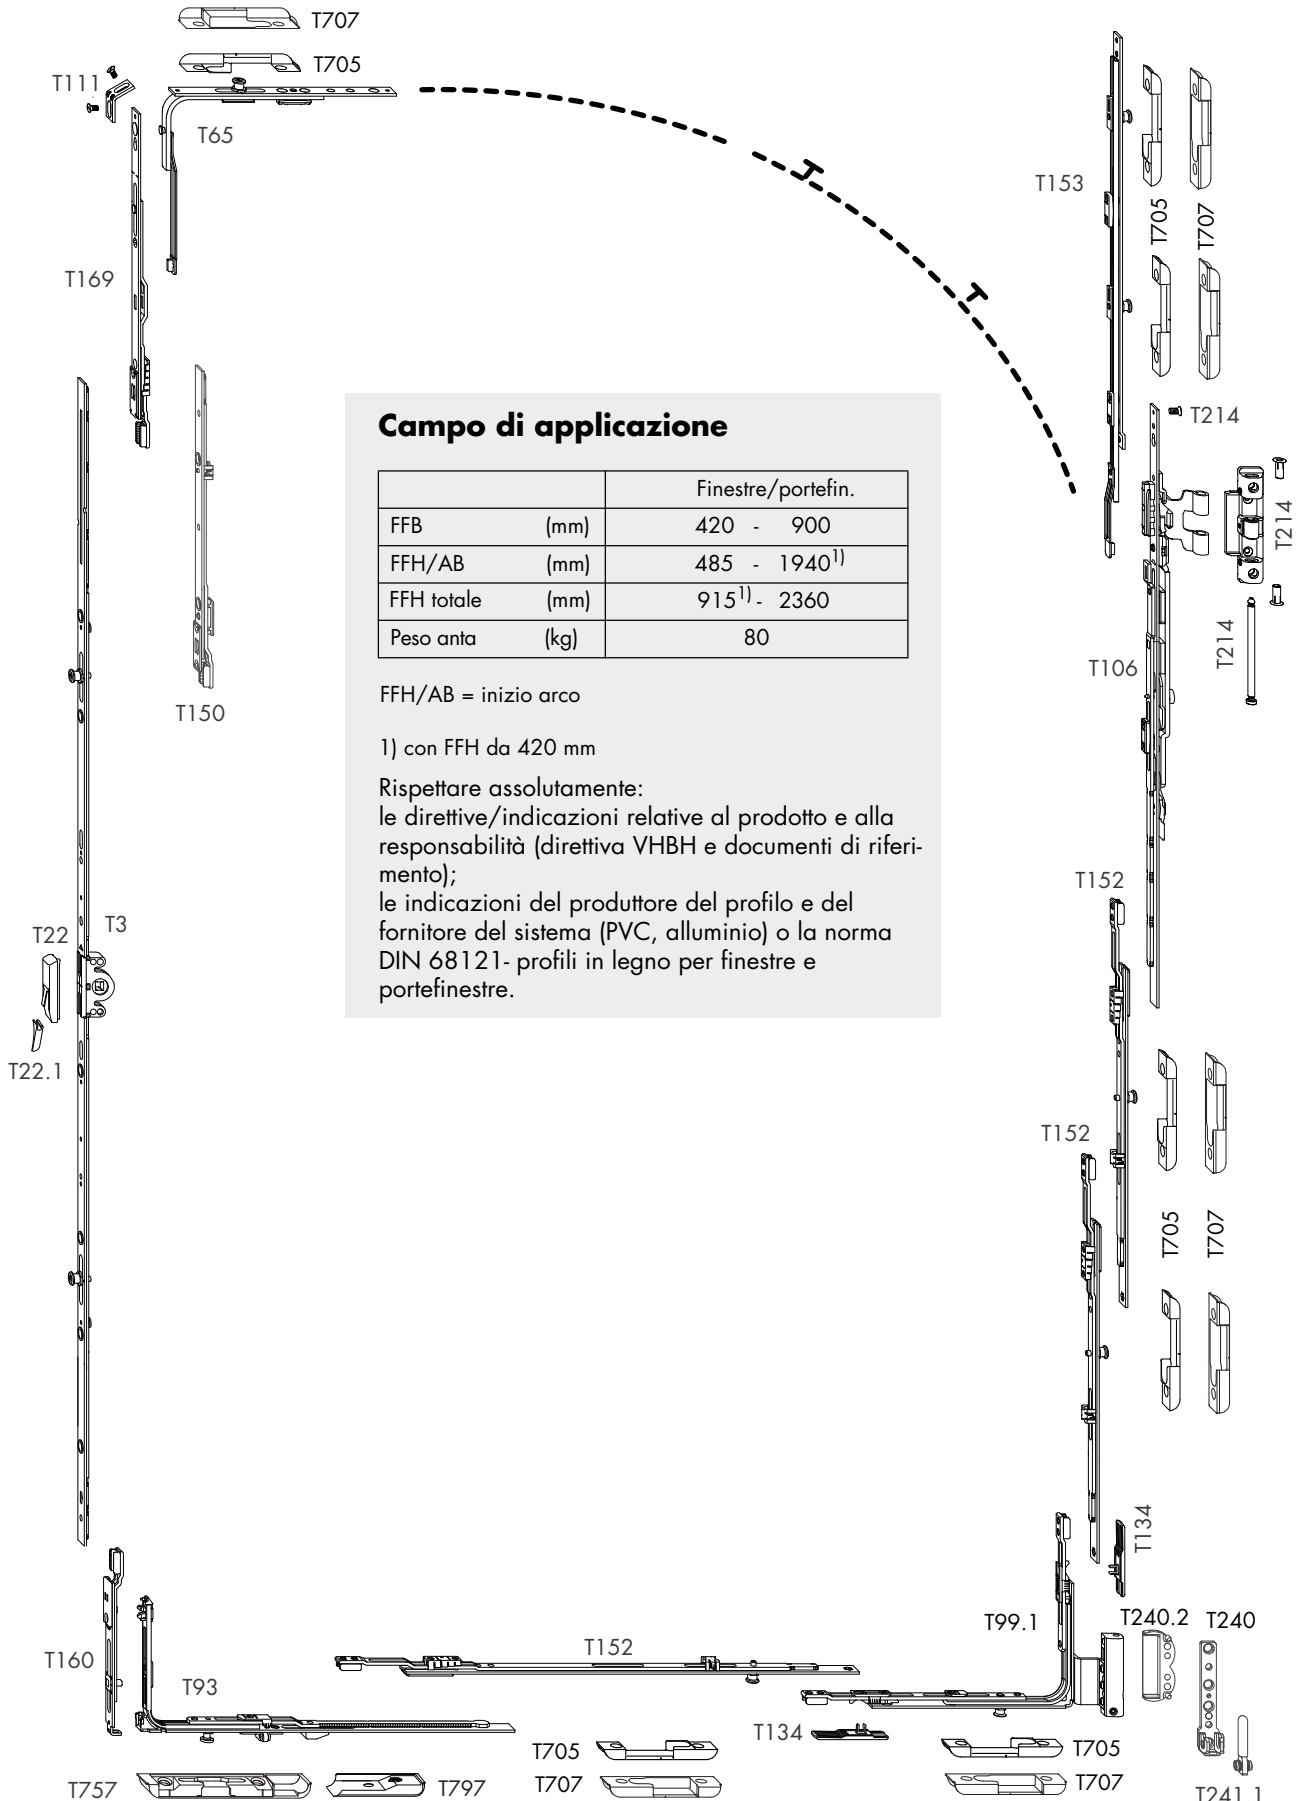 T707
T705
T111
T65
T153
T705
T707
T169
T214
T214
T214
Campo di applicazione
Finestre/portefin.
FFB (mm) 420 - 900
FFH/AB (mm) 485 - 1940 1)
FFH totale (mm) 915 1) - 2360
Peso anta (kg) 80
FFH/AB = inizio arco
1) con FFH da 420 mm
Rispettare assolutamente:
le direttive/indicazioni relative al prodotto e alla
responsabilità (direttiva VHBH e documenti di riferi-
mento);
le indicazioni del produttore del profilo e del
fornitore del sistema (PVC, alluminio) o la norma
DIN 68121- profili in legno per finestre e
portefinestre.
T106
T150
T152
T3
T22
T22.1
T152
T705
T707
T134
T99.1
T240.2
T240
T160
T93
T152
T134
T705
T707
T705
T707
T757
T797
T241.1